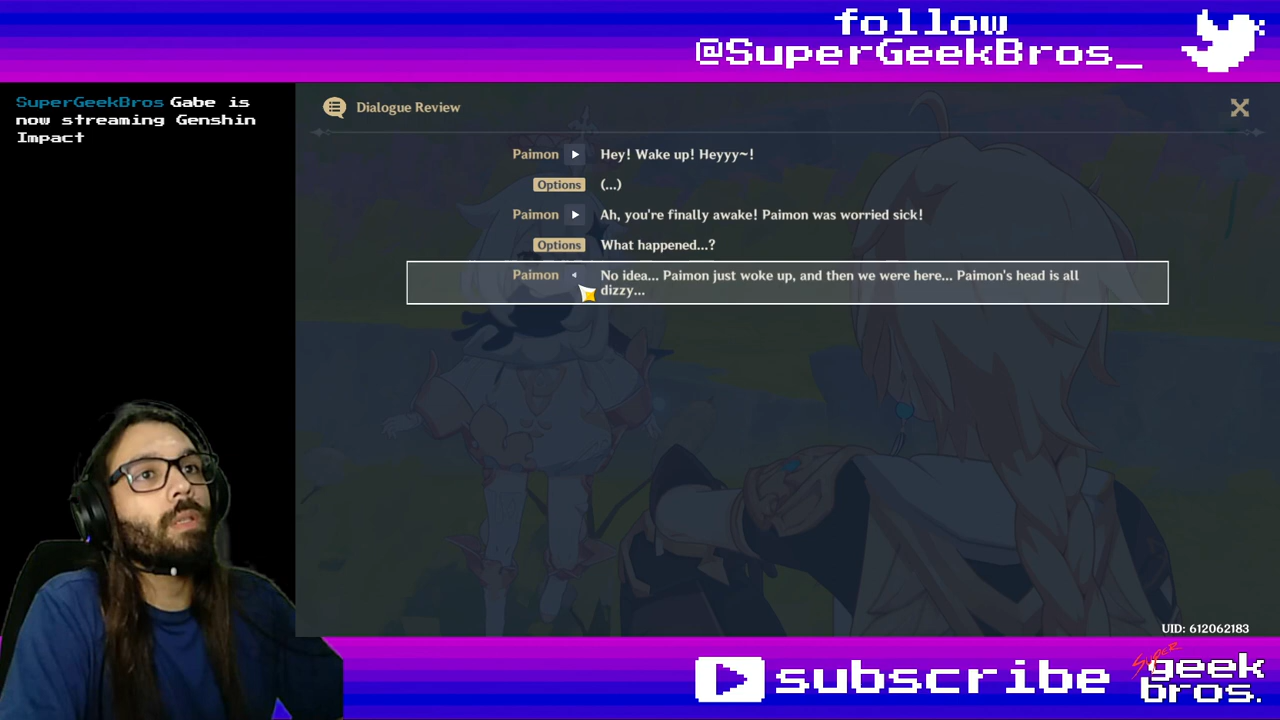 follow
@SuperGeekBros_
SuperGeekBros Gabe is
now streaming Genshin
Impact
Dialogue Review
Paimon Hey! Wake up! Heyyy~!
Options (...)
Paimon Ah, you're finally awake! Paimon was worried sick!
Options What happened...?
Paimon No idea... Paimon just woke up, and then we were here... Paimon's head is all
dizzy...
UID: 612062183
subscribe
super
geek
bros.